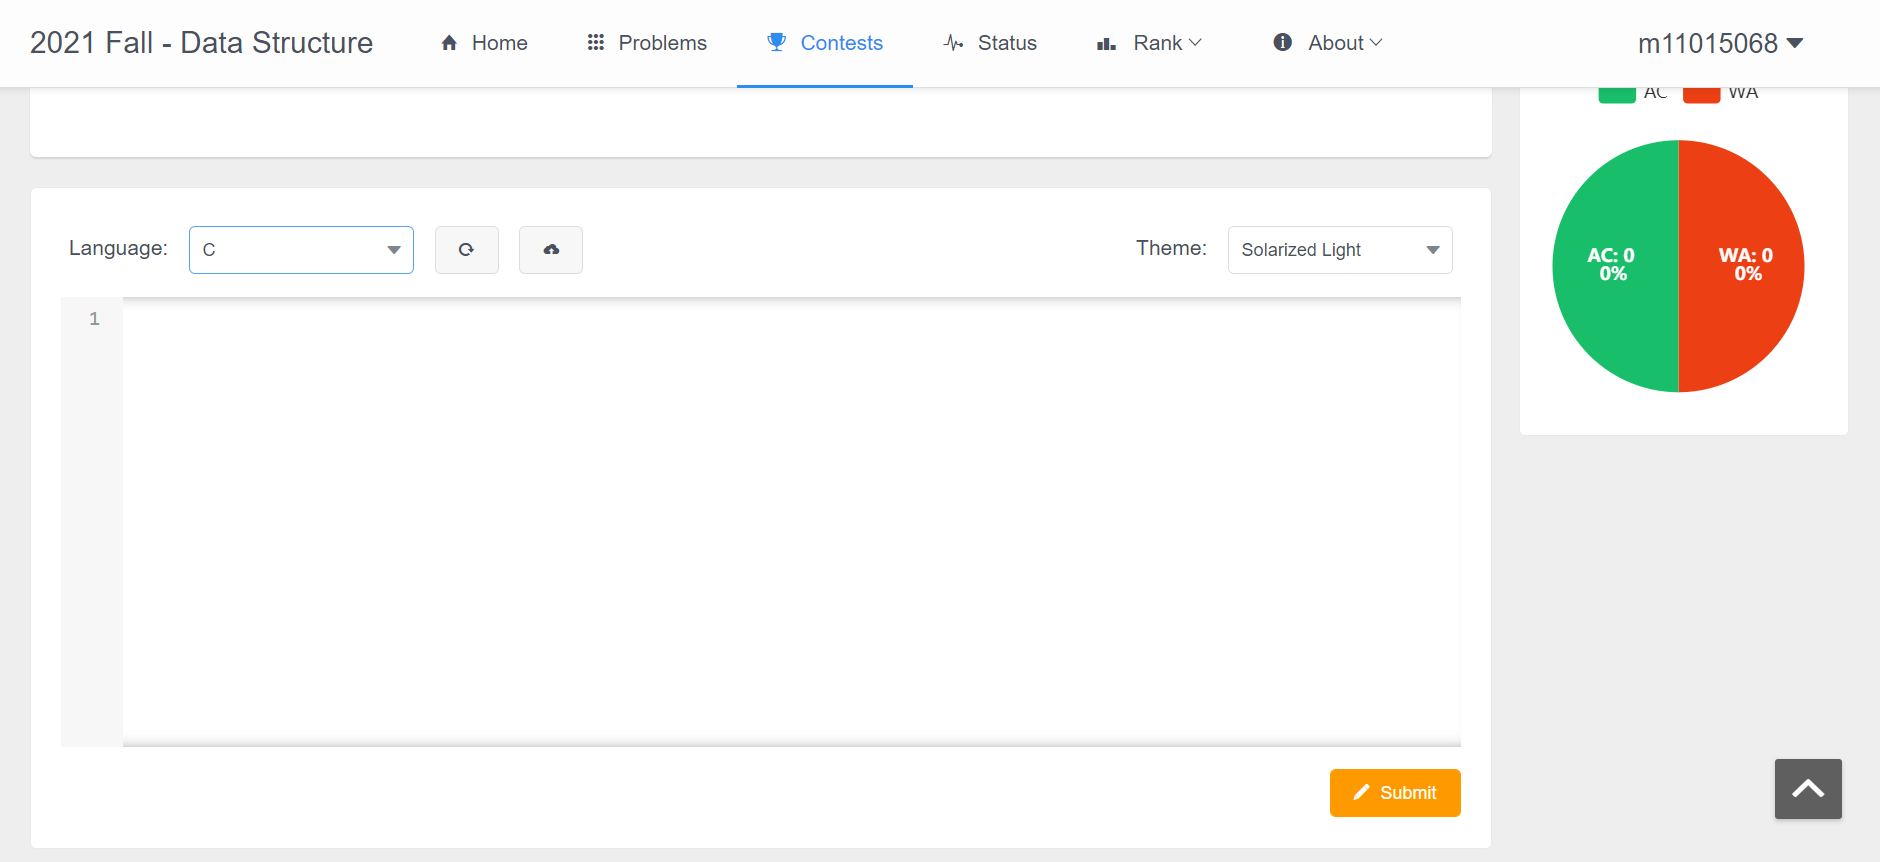 2021 Fall - Data Structure
Home
Problems
Contests
Status
Rank
About
m11015068
AC
WA
Language:
C
Theme:
Solarized Light
1
AC: 0
0%
WA: 0
0%
Submit